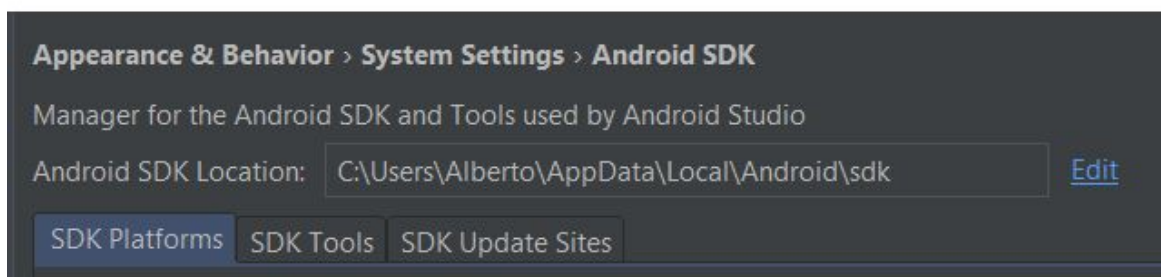 Appearance & Behavior › System Settings › Android SDK
Manager for the Android SDK and Tools used by Android Studio
Android SDK Location: C:\Users\Alberto\AppData\Local\Android\sdk Edit
SDK Platforms SDK Tools SDK Update Sites